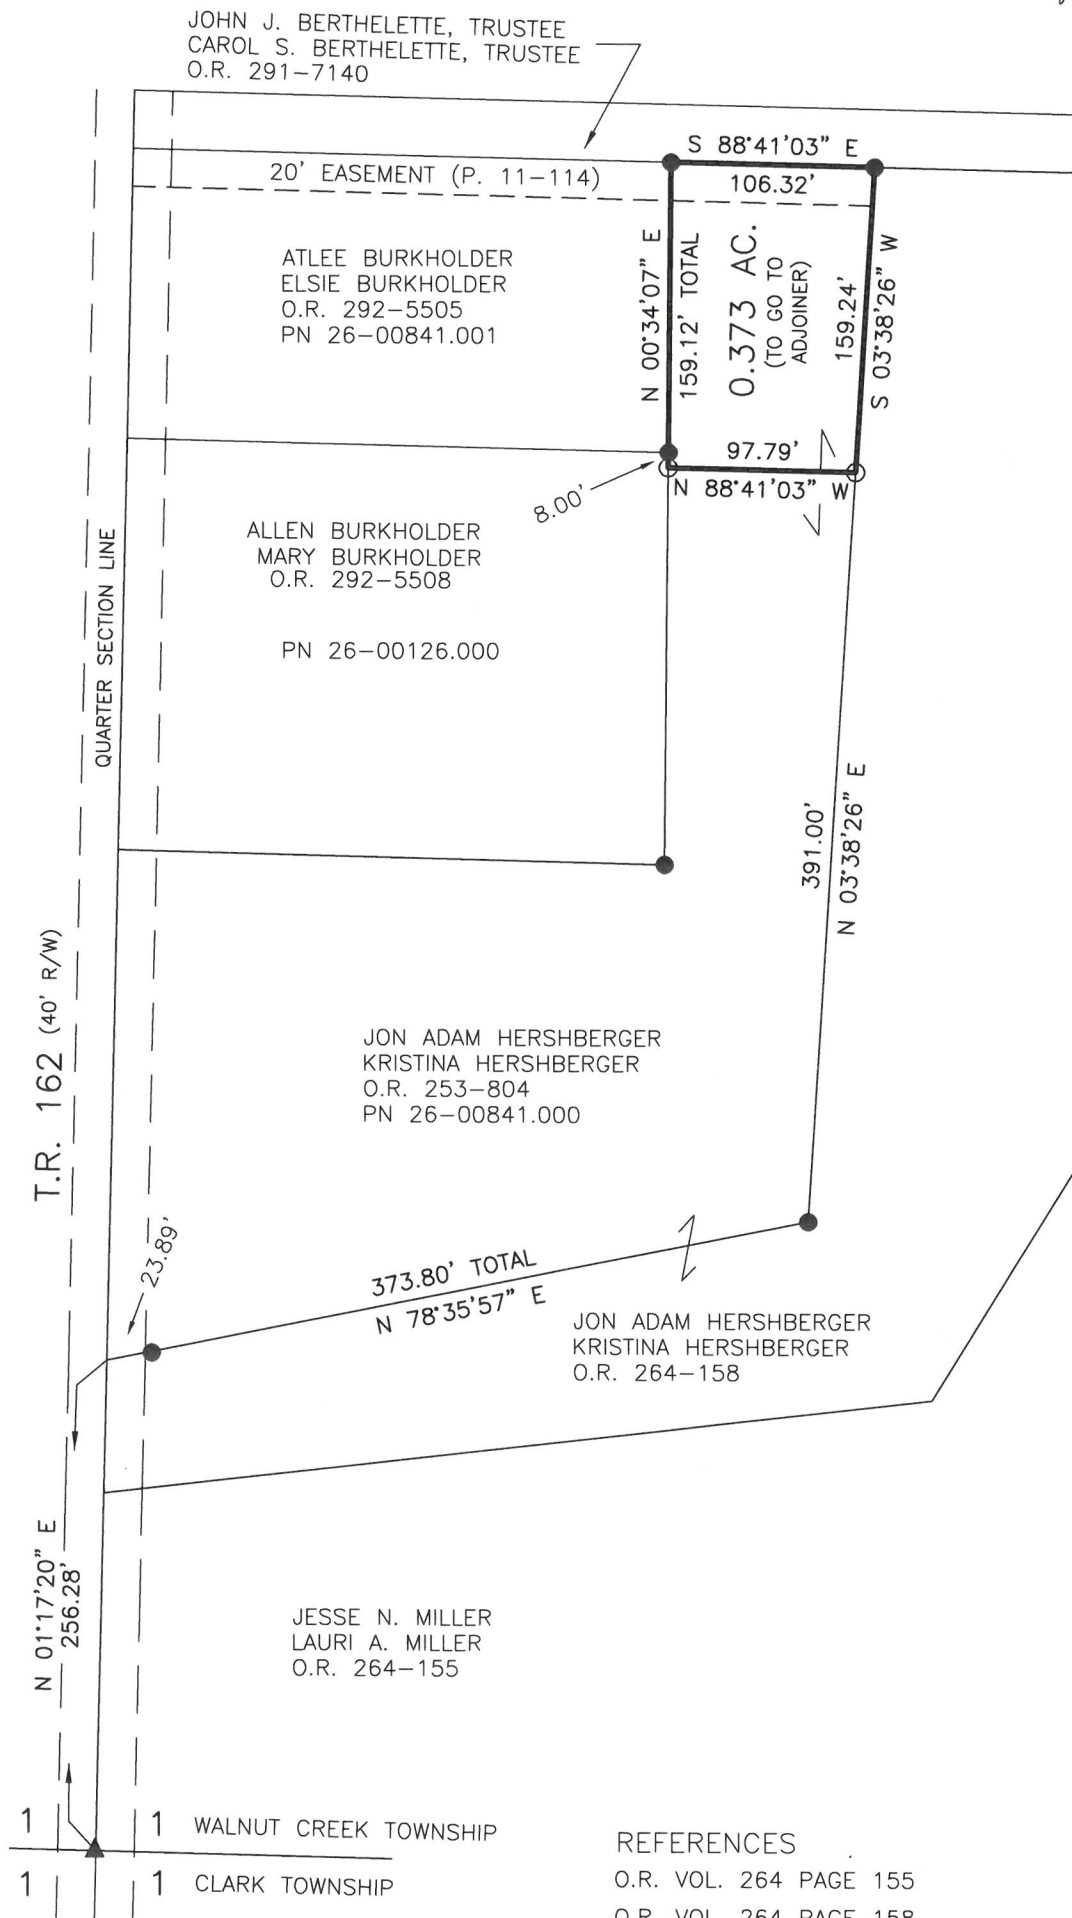 JOHN J. BERTHELETTE, TRUSTEE
CAROL S. BERTHELETTE, TRUSTEE
O.R. 291-7140
S 88°41'03" E
106.32'
20' EASEMENT (P. 11-114)
ATLEE BURKHOLDER
ELSIE BURKHOLDER
O.R. 292-5505
PN 26-00841.001
N 00°34'07" E
159.12' TOTAL
0.373 AC.
(TO GO TO
ADJOINER)
159.24'
S 03°38'26" W
97.79'
N 88°41'03" W
8.00'
ALLEN BURKHOLDER
MARY BURKHOLDER
O.R. 292-5508
PN 26-00126.000
QUARTER SECTION LINE
391.00'
N 03°38'26" E
T.R. 162 (40' R/W)
JON ADAM HERSHBERGER
KRISTINA HERSHBERGER
O.R. 253-804
PN 26-00841.000
23.89'
373.80' TOTAL
N 78°35'57" E
JON ADAM HERSHBERGER
KRISTINA HERSHBERGER
O.R. 264-158
N 01°17'20" E
256.28'
JESSE N. MILLER
LAURI A. MILLER
O.R. 264-155
1 1 WALNUT CREEK TOWNSHIP
1 1 CLARK TOWNSHIP
REFERENCES
O.R. VOL. 264 PAGE 155
O.R. VOL. 264 PAGE 158